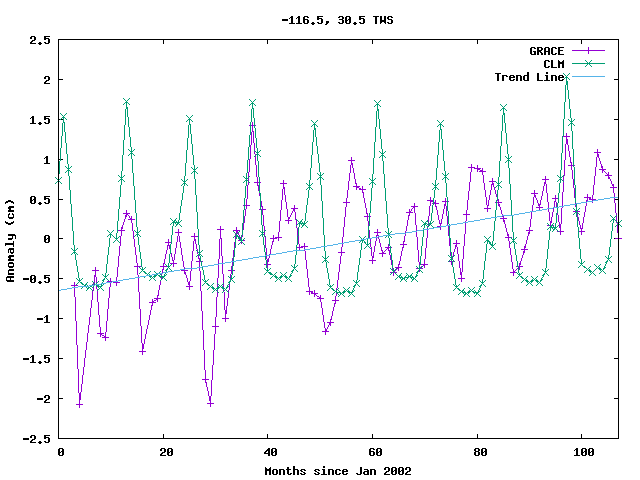 -116.5, 30.5 TWS
GRACE
CLM
Trend Line
2.5
2
1.5
1
0.5
0
-0.5
-1
-1.5
-2
-2.5
Anomaly (cm)
0 20 40 60 80 100
Months since Jan 2002